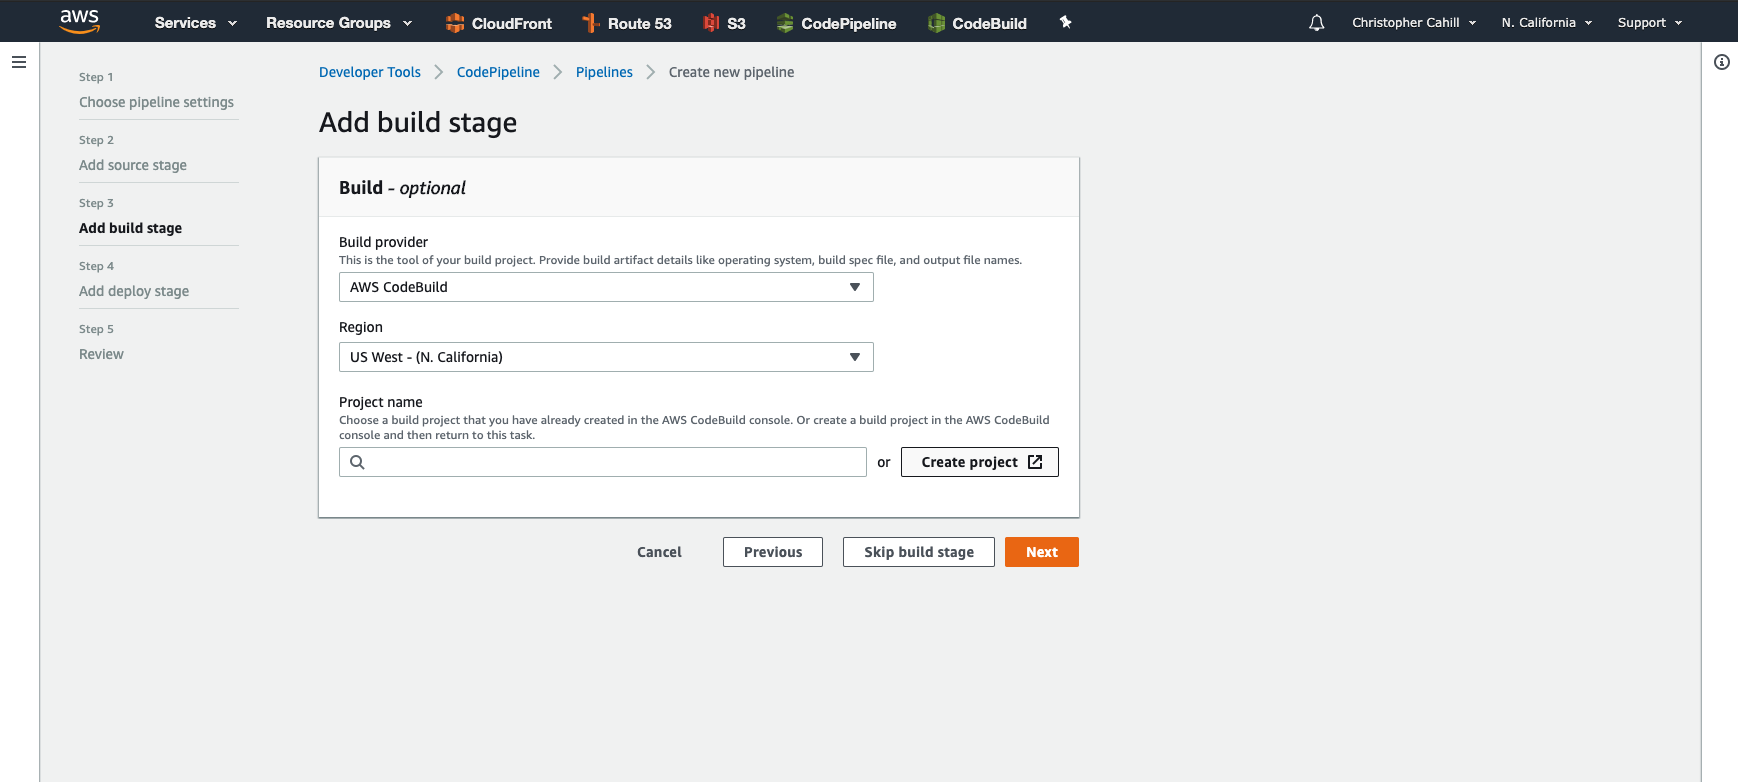 aws
Services
Resource Groups
CloudFront
Route 53
S3
CodePipeline
CodeBuild
Christopher Cahill
N. California
Support
Step 1
Choose pipeline settings
Step 2
Add source stage
Step 3
Add build stage
Step 4
Add deploy stage
Step 5
Review
Developer Tools
CodePipeline
Pipelines
Create new pipeline
Add build stage
Build - optional
Build provider
This is the tool of your build project. Provide build artifact details like operating system, build spec file, and output file names.
AWS CodeBuild
Region
US West - (N. California)
Project name
Choose a build project that you have already created in the AWS CodeBuild console. Or create a build project in the AWS CodeBuild
console and then return to this task.
or
Create project
Cancel
Previous
Skip build stage
Next